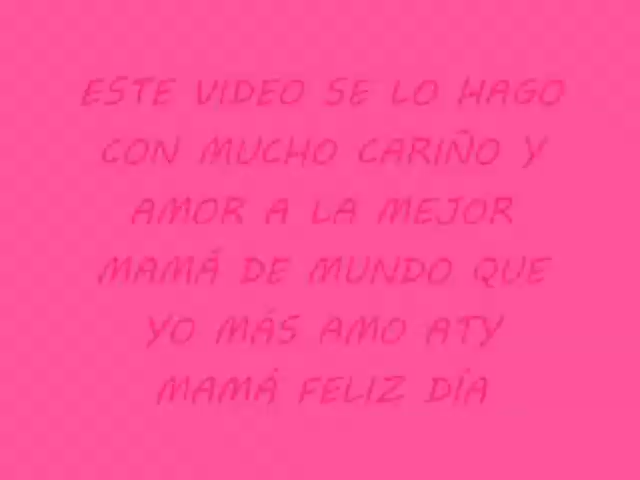 ESTE VIDEO SE LO HAGO
CON MUCHO CARIÑO Y
AMOR A LA MEJOR
MAMÁ DE MUNDO QUE
YO MÁS AMO ATY
MAMÁ FELIZ DÍA